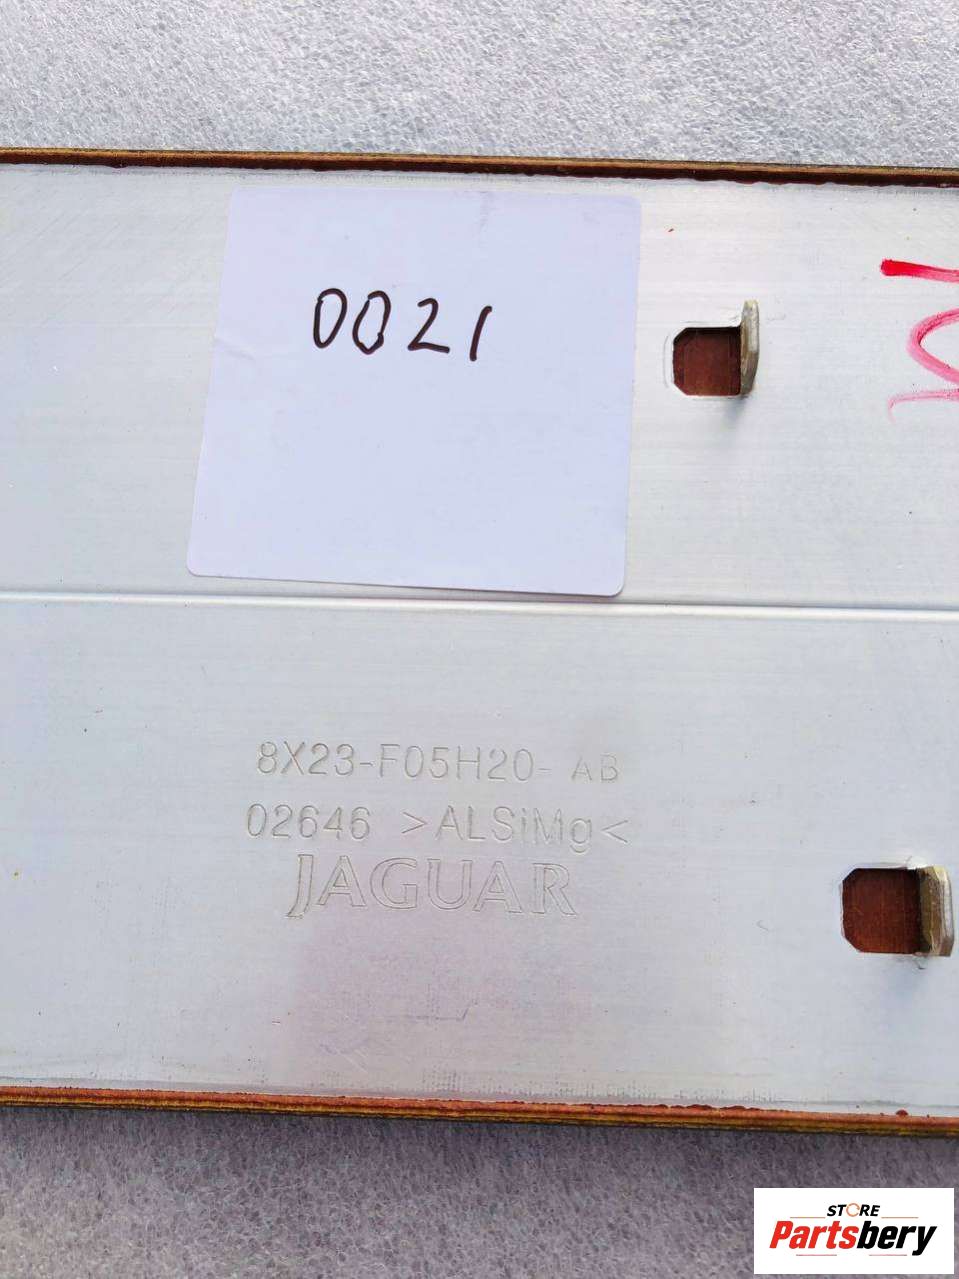 0021
8X23-F05H20- AB
02646 >ALSiMg<
JAGUAR
STORE
Partsbery